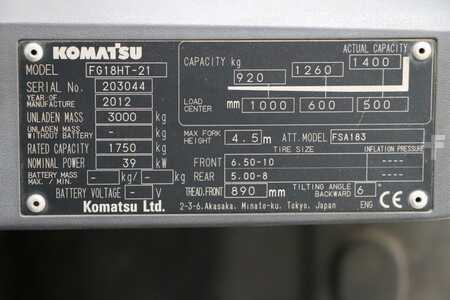 KOMATSU
MODEL FG18HT-21
SERIAL No. 203044
YEAR OF MANUFACTURE 2012
UNLADEN MASS 3000 kg
UNLADEN MASS WITHOUT BATTERY - kg
RATED CAPACITY 1750 kg
NOMINAL POWER 39 kW
BATTERY MASS MAX. / MIN. - kg/ - kg
BATTERY VOLTAGE - V
Komatsu Ltd.
ACTUAL CAPACITY
CAPACITY kg 920 1260 1400
LOAD CENTER mm 1000 600 500
MAX FORK HEIGHT 4.5 m ATT. MODEL FSA183
TIRE SIZE INFLATION PRESSURE
FRONT 6.50-10 ----
REAR 5.00-8 ----
TREAD.FRONT 890 mm TILTING ANGLE BACKWARD 6°
2-3-6, Akasaka, Minato-ku, Tokyo, Japan ENG CE